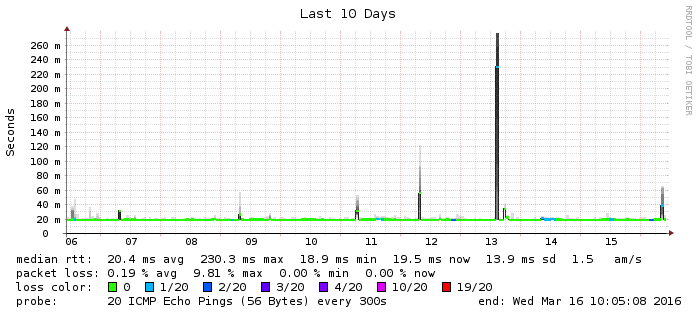 Last 10 Days
RRDTOOL / TOBI OETIKER
Seconds
260 m
240 m
220 m
200 m
180 m
160 m
140 m
120 m
100 m
80 m
60 m
40 m
20 m
0
06 07 08 09 10 11 12 13 14 15
median rtt: 20.4 ms avg 230.3 ms max 18.9 ms min 19.5 ms now 13.9 ms sd 1.5 am/s
packet loss: 0.19 % avg 9.81 % max 0.00 % min 0.00 % now
loss color: 0 1/20 2/20 3/20 4/20 10/20 19/20
probe: 20 ICMP Echo Pings (56 Bytes) every 300s end: Wed Mar 16 10:05:08 2016